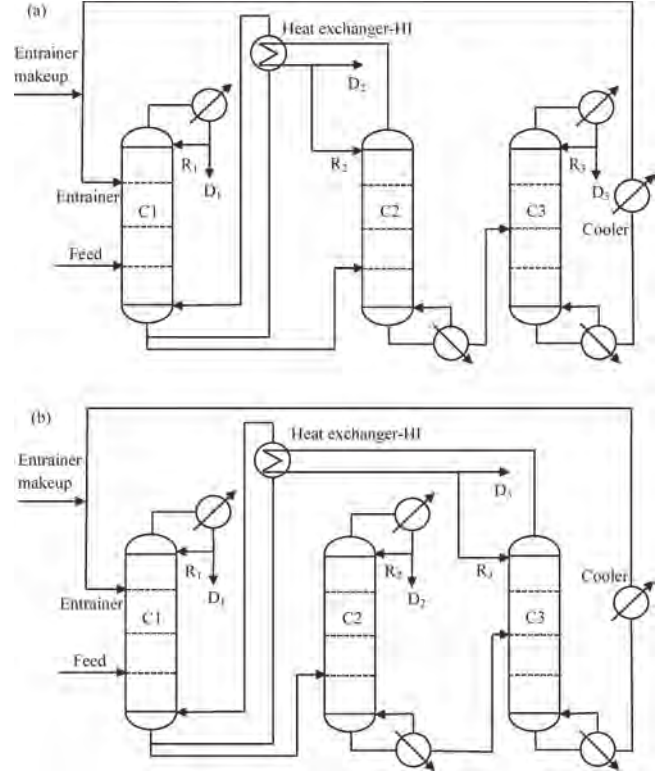 (a)
Heat exchanger-HI
Entrainer
makeup
D2
R1
D1
R2
R3
D3
Entrainer
C1
C2
C3
Cooler
Feed
(b)
Heat exchanger-HI
Entrainer
makeup
D3
R1
D1
R2
D2
R3
Cooler
Entrainer
C1
C2
C3
Feed